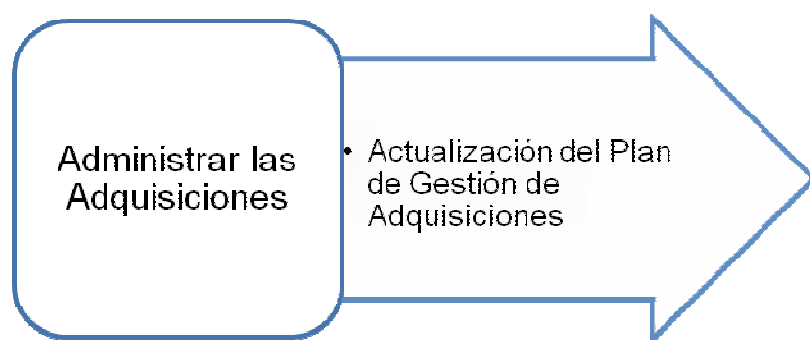 Administrar las
Adquisiciones
• Actualización del Plan
de Gestión de
Adquisiciones